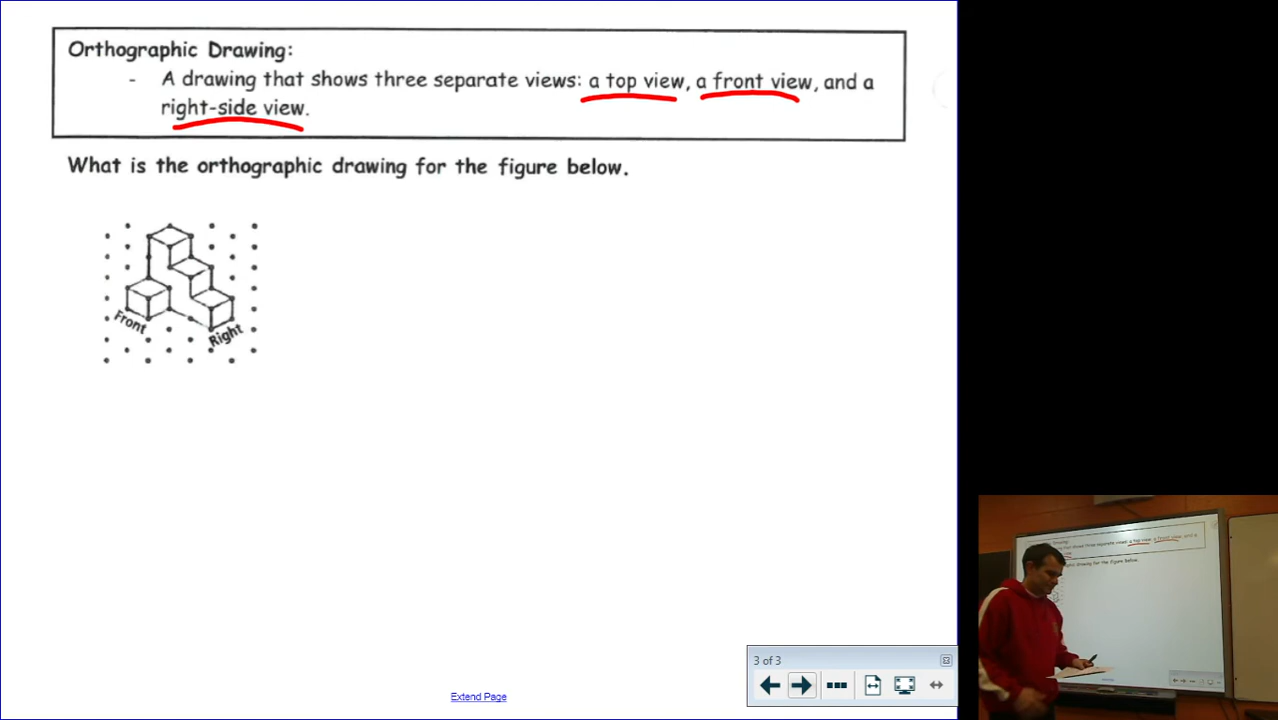 Orthographic Drawing:
- A drawing that shows three separate views: a top view, a front view, and a
right-side view.
What is the orthographic drawing for the figure below.
Front
Right
3 of 3
Extend Page